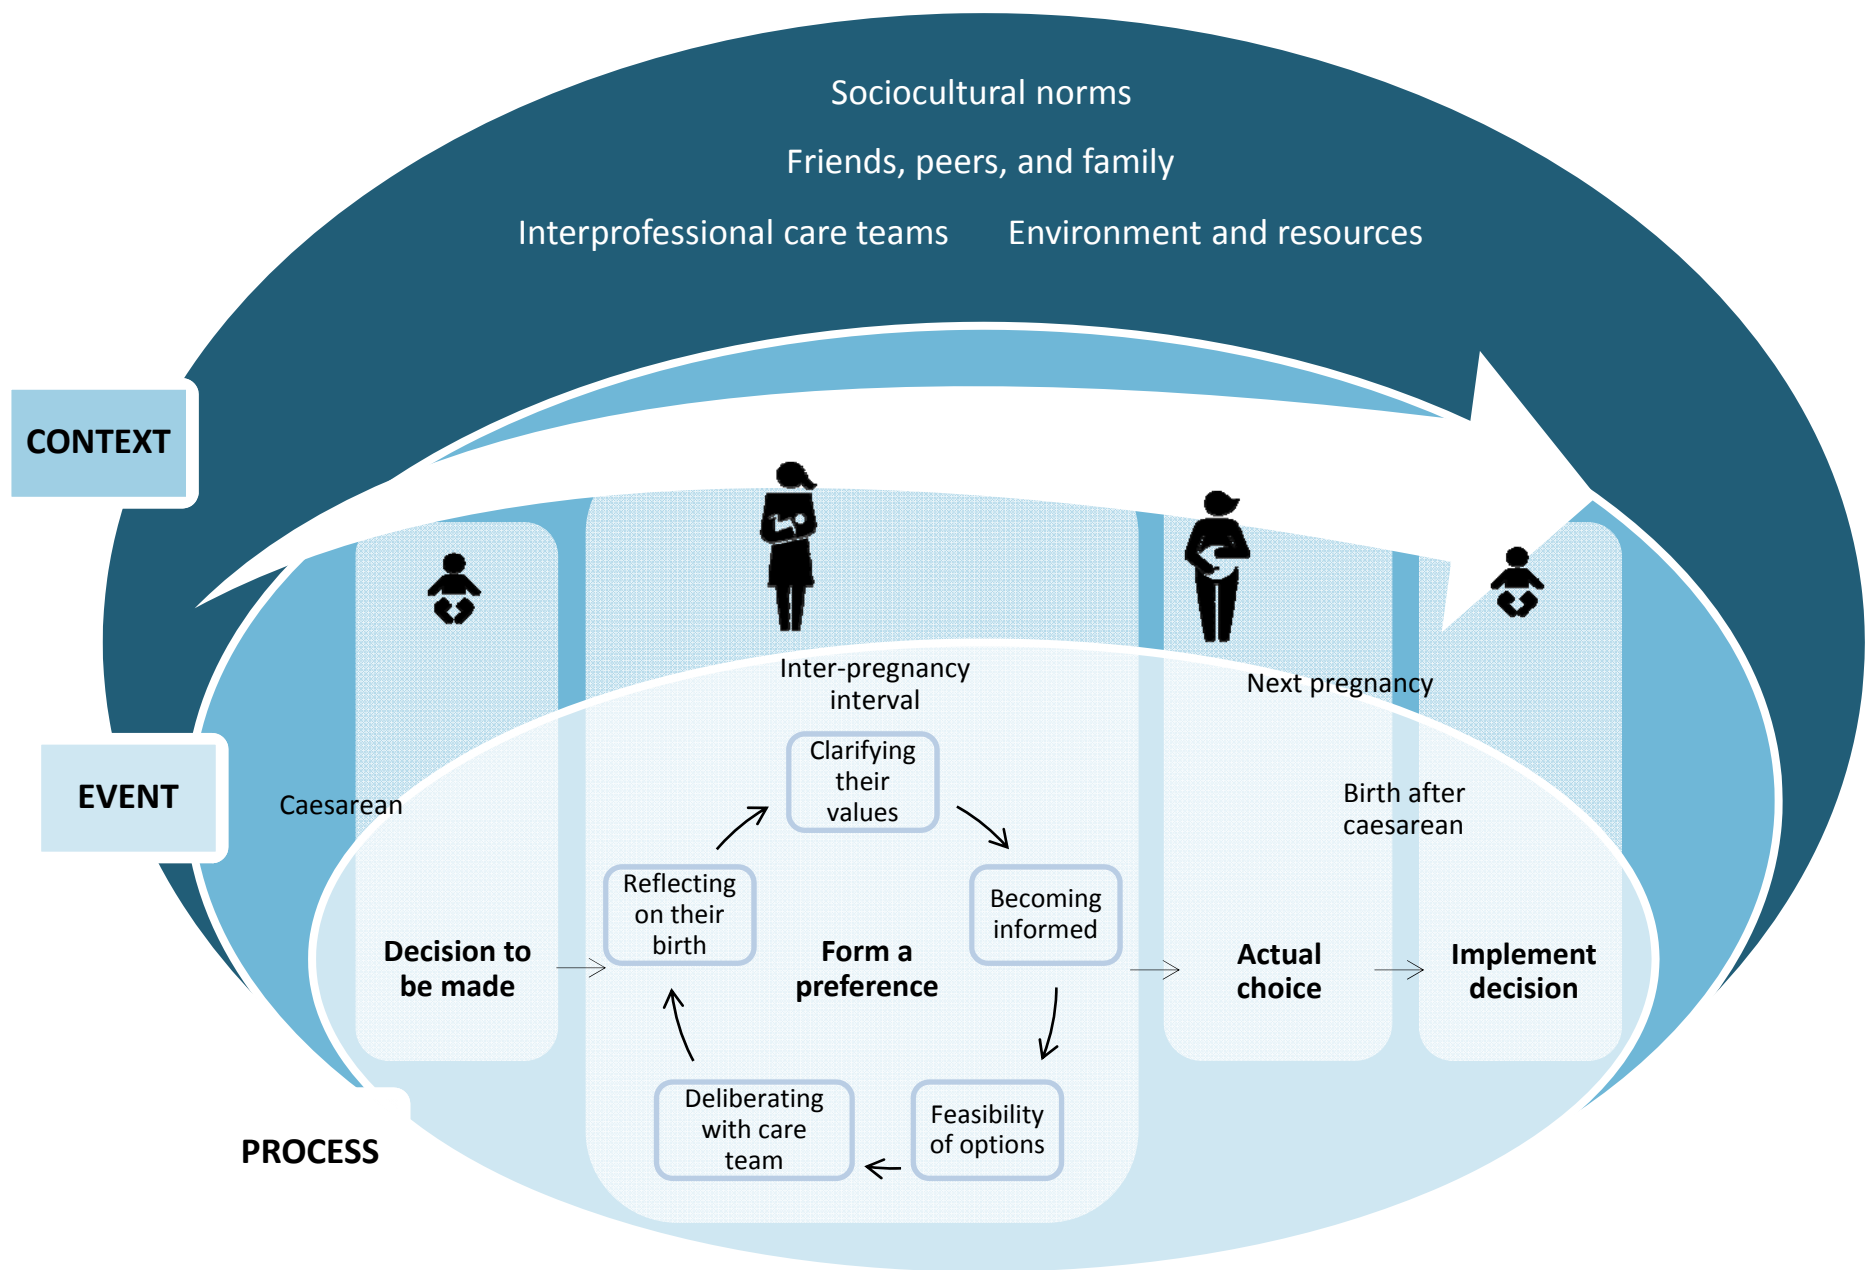 Sociocultural norms
Friends, peers, and family
Interprofessional care teams
Environment and resources
CONTEXT
EVENT
PROCESS
Caesarean
Inter-pregnancy
interval
Next pregnancy
Birth after
caesarean
Decision to
be made
Form a
preference
Clarifying
their
values
Becoming
informed
Feasibility
of options
Deliberating
with care
team
Reflecting
on their
birth
Actual
choice
Implement
decision